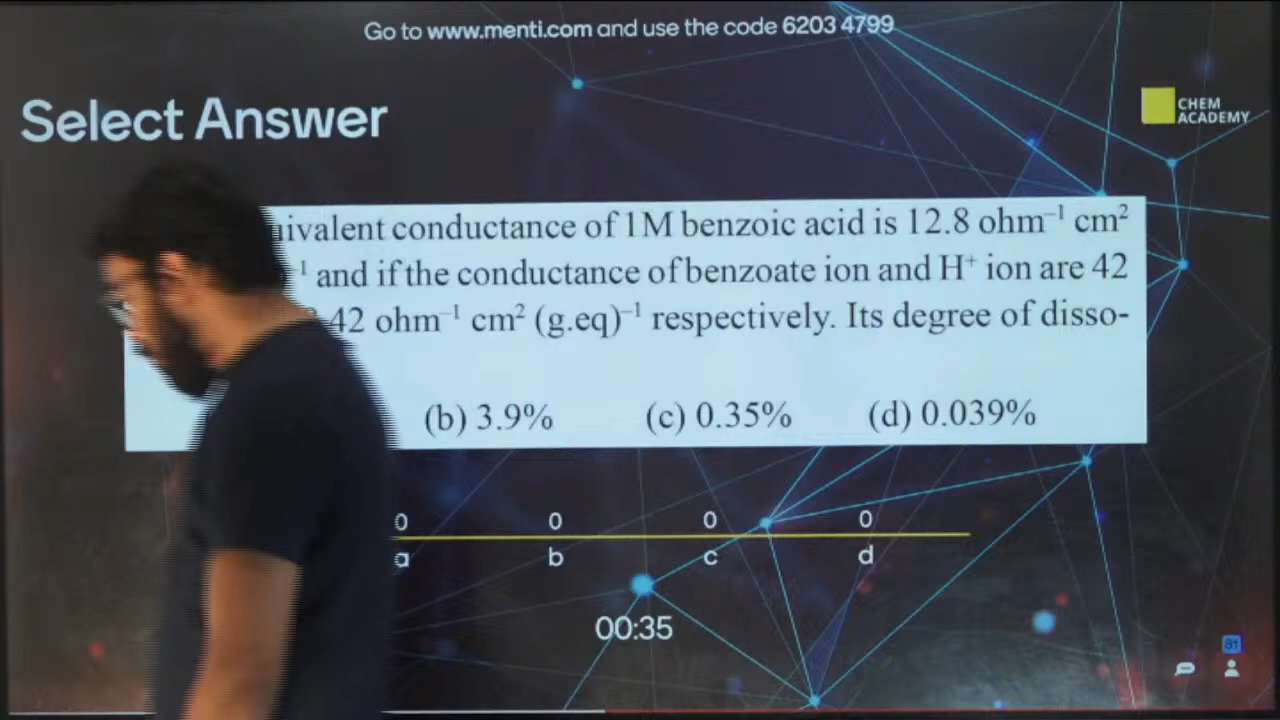 Go to www.menti.com and use the code 6203 4799
Select Answer
CHEM
ACADEMY
conductance of 1M benzoic acid is 12.8 ohm⁻¹ cm²
and if the conductance of benzoate ion and H⁺ ion are 42
42 ohm⁻¹ cm² (g.eq)⁻¹ respectively. Its degree of disso-
(b) 3.9% (c) 0.35% (d) 0.039%
0 0 0 0
a b c d
00:35
81